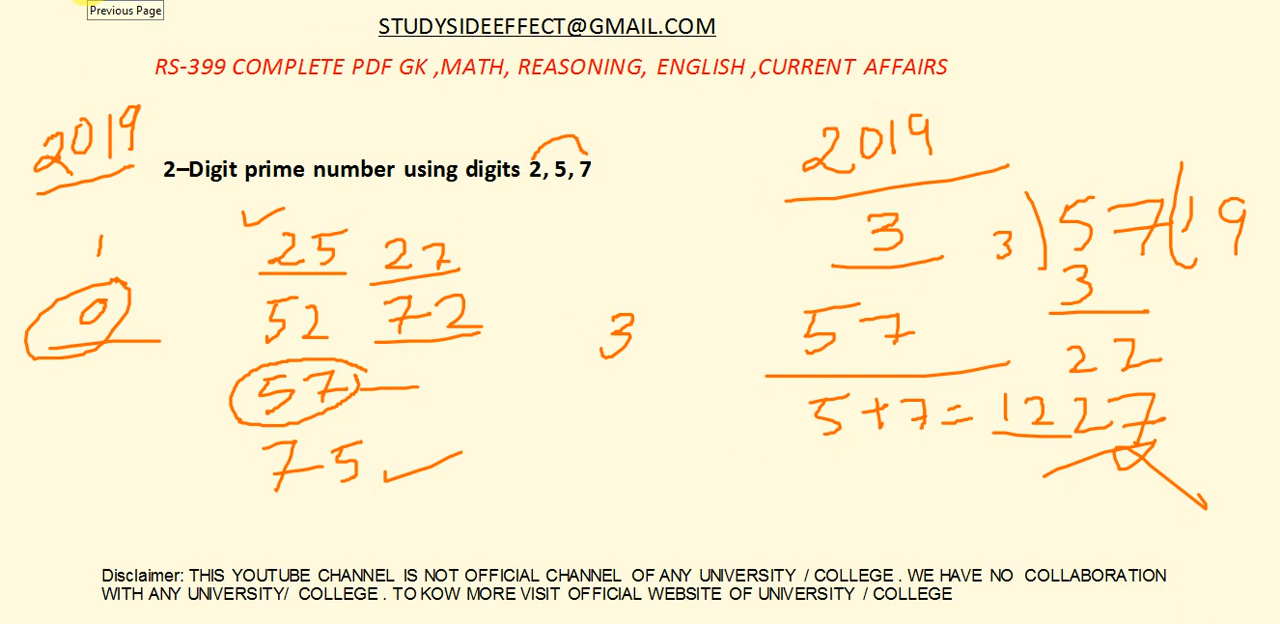 Previous Page
STUDYSIDEEFFECT@GMAIL.COM
RS-399 COMPLETE PDF GK ,MATH, REASONING, ENGLISH ,CURRENT AFFAIRS
2019
2–Digit prime number using digits 2, 5, 7
1
0
25 27
52 72
57
75
3
2019
3
57
5+7=12
3)57(19
3
27
27
Disclaimer: THIS YOUTUBE CHANNEL IS NOT OFFICIAL CHANNEL OF ANY UNIVERSITY / COLLEGE . WE HAVE NO COLLABORATION
WITH ANY UNIVERSITY/ COLLEGE . TO KOW MORE VISIT OFFICIAL WEBSITE OF UNIVERSITY / COLLEGE